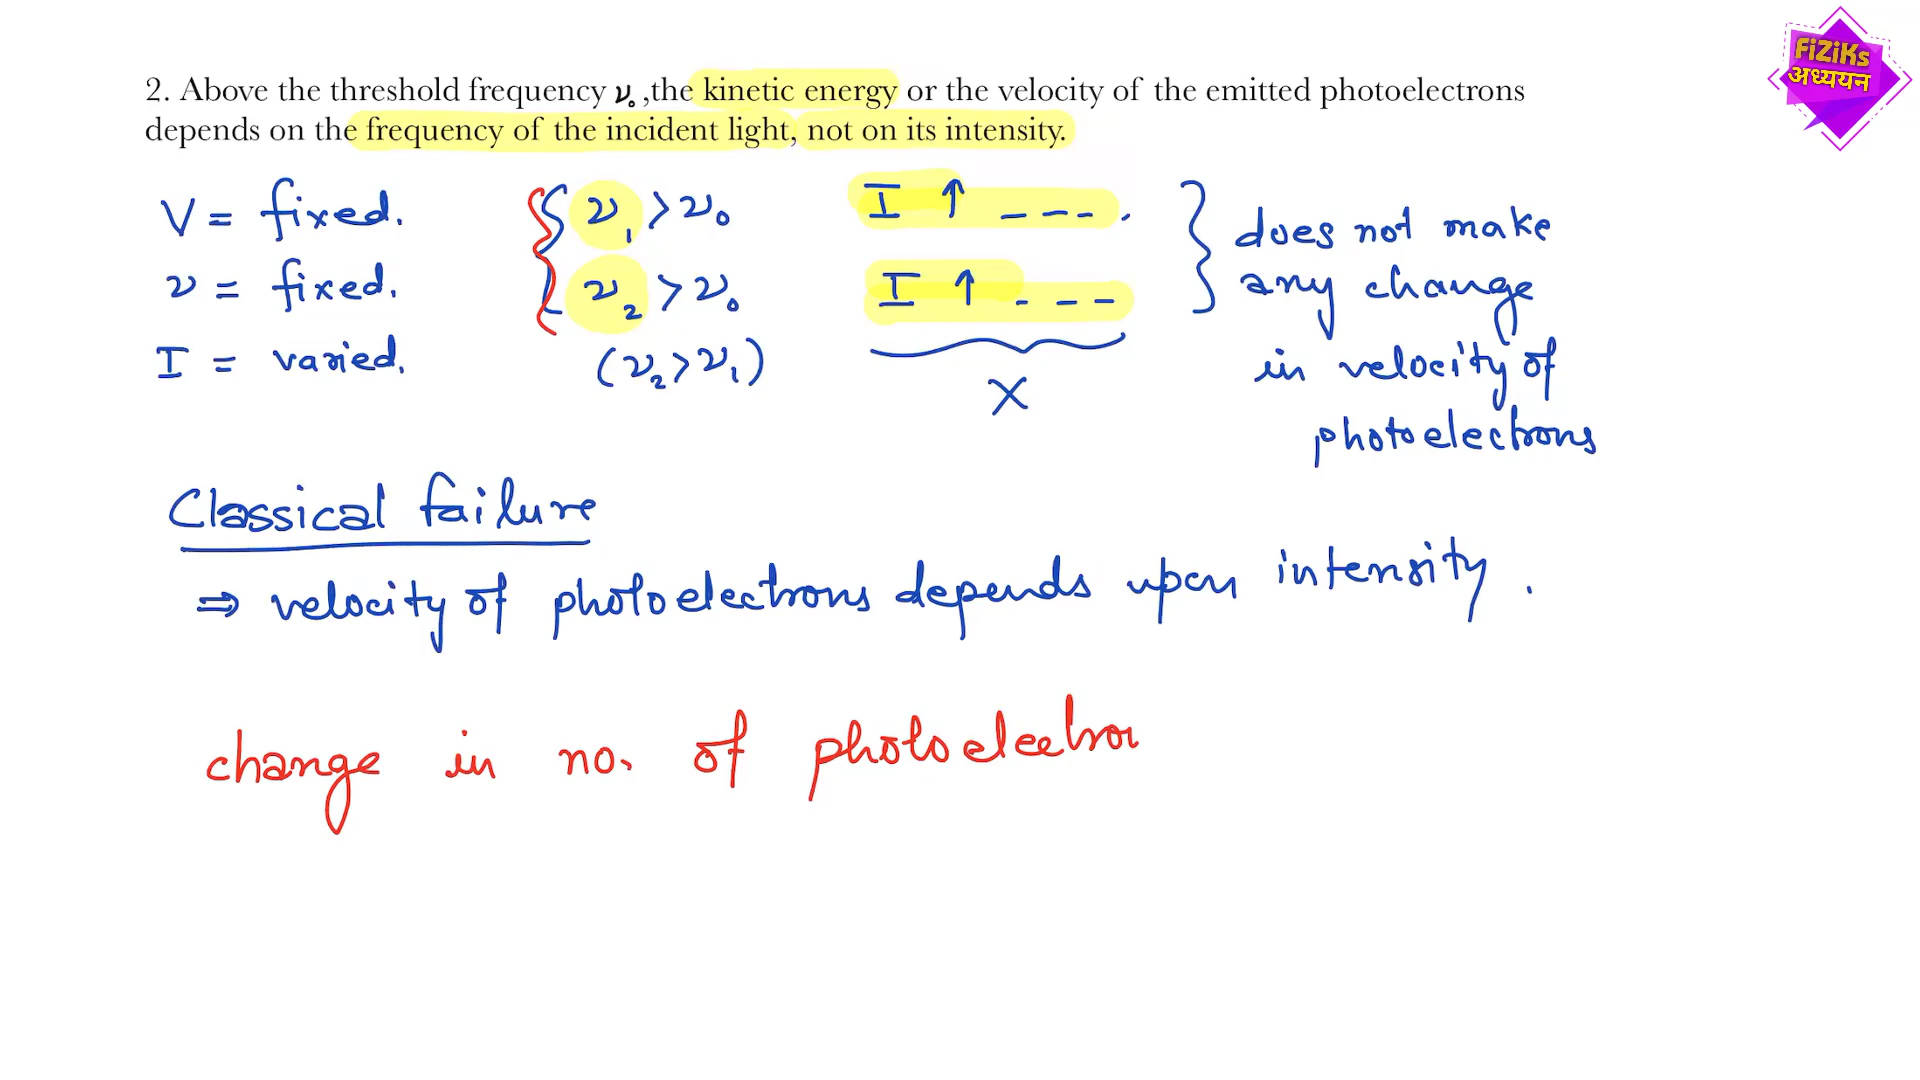 FiZiKs
अध्ययन
2. Above the threshold frequency ν₀ ,the kinetic energy or the velocity of the emitted photoelectrons
depends on the frequency of the incident light, not on its intensity.
V = fixed.
ν = fixed.
I = varied.
ν₁ > ν₀
ν₂ > ν₀
(ν₂ > ν₁)
I ↑ _ _ _ .
I ↑ _ _ _
X
does not make
any change
in velocity of
photoelectrons
Classical failure
⇒ velocity of photoelectrons depends upon intensity.
change in no. of photoelectron